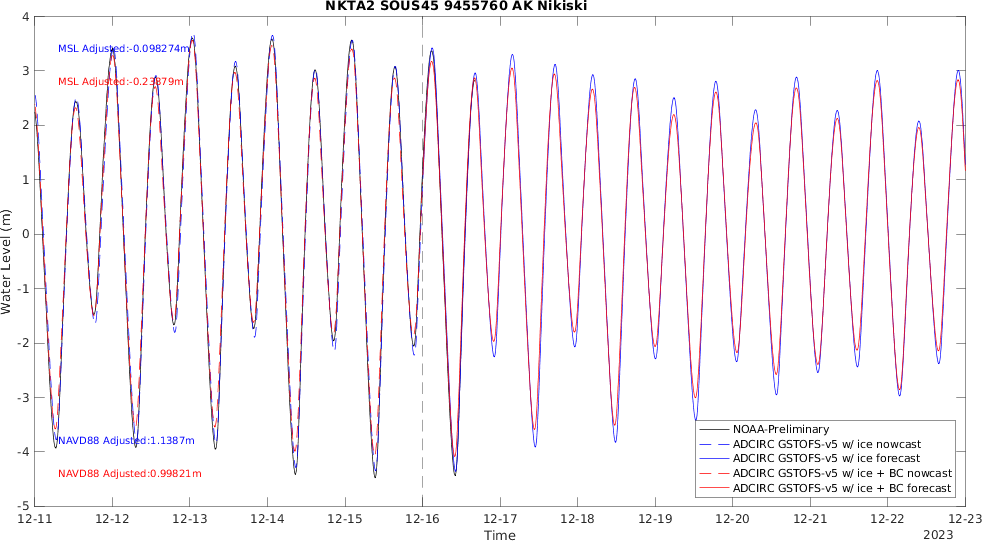 NKTA2 SOUS45 9455760 AK Nikiski
4
3
2
1
0
-1
-2
-3
-4
-5
Water Level (m)
MSL Adjusted:-0.098274m
MSL Adjusted:-0.23879m
NAVD88 Adjusted:1.1387m
NAVD88 Adjusted:0.99821m
NOAA-Preliminary
ADCIRC GSTOFS-v5 w/ ice nowcast
ADCIRC GSTOFS-v5 w/ ice forecast
ADCIRC GSTOFS-v5 w/ ice + BC nowcast
ADCIRC GSTOFS-v5 w/ ice + BC forecast
12-11 12-12 12-13 12-14 12-15 12-16 12-17 12-18 12-19 12-20 12-21 12-22 12-23
Time
2023